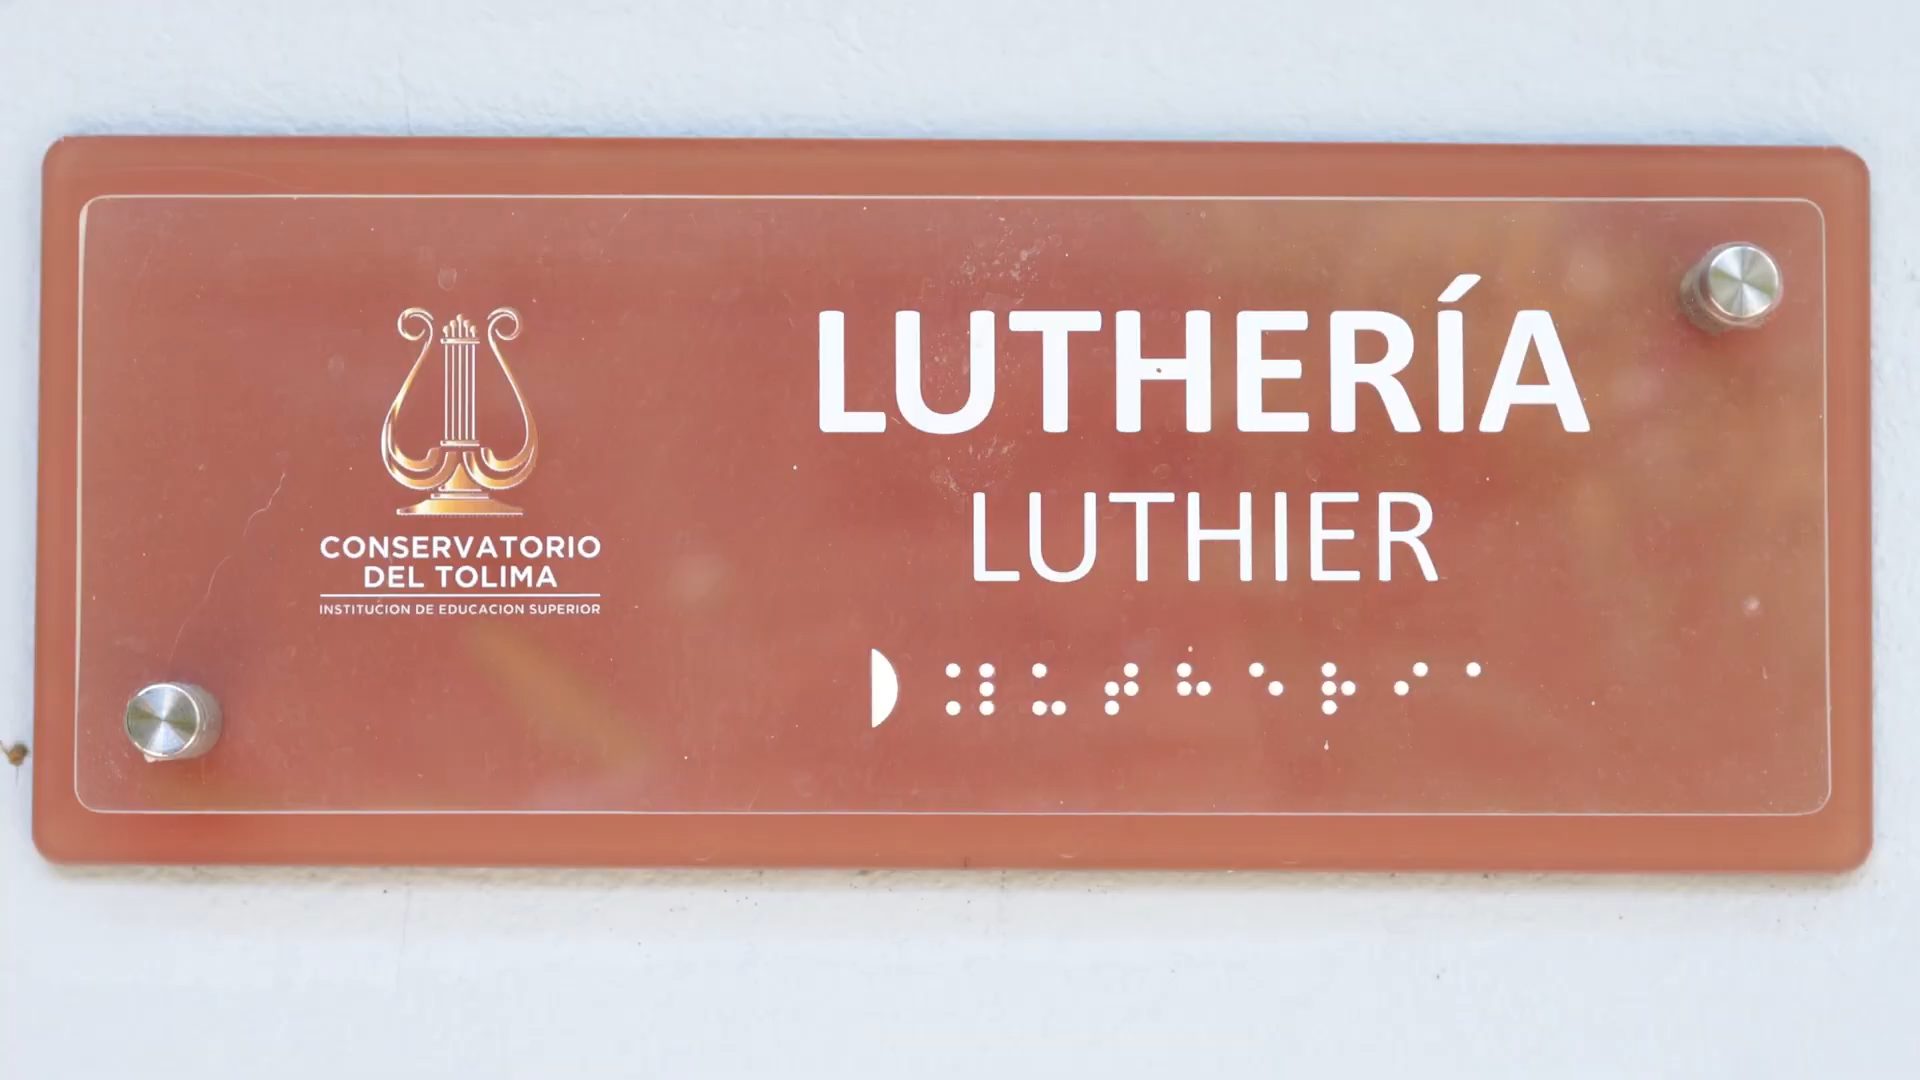 LUTHERÍA
LUTHIER
⠨⠇⠥⠞⠓⠑⠗⠊⠁
CONSERVATORIO
DEL TOLIMA
INSTITUCION DE EDUCACION SUPERIOR